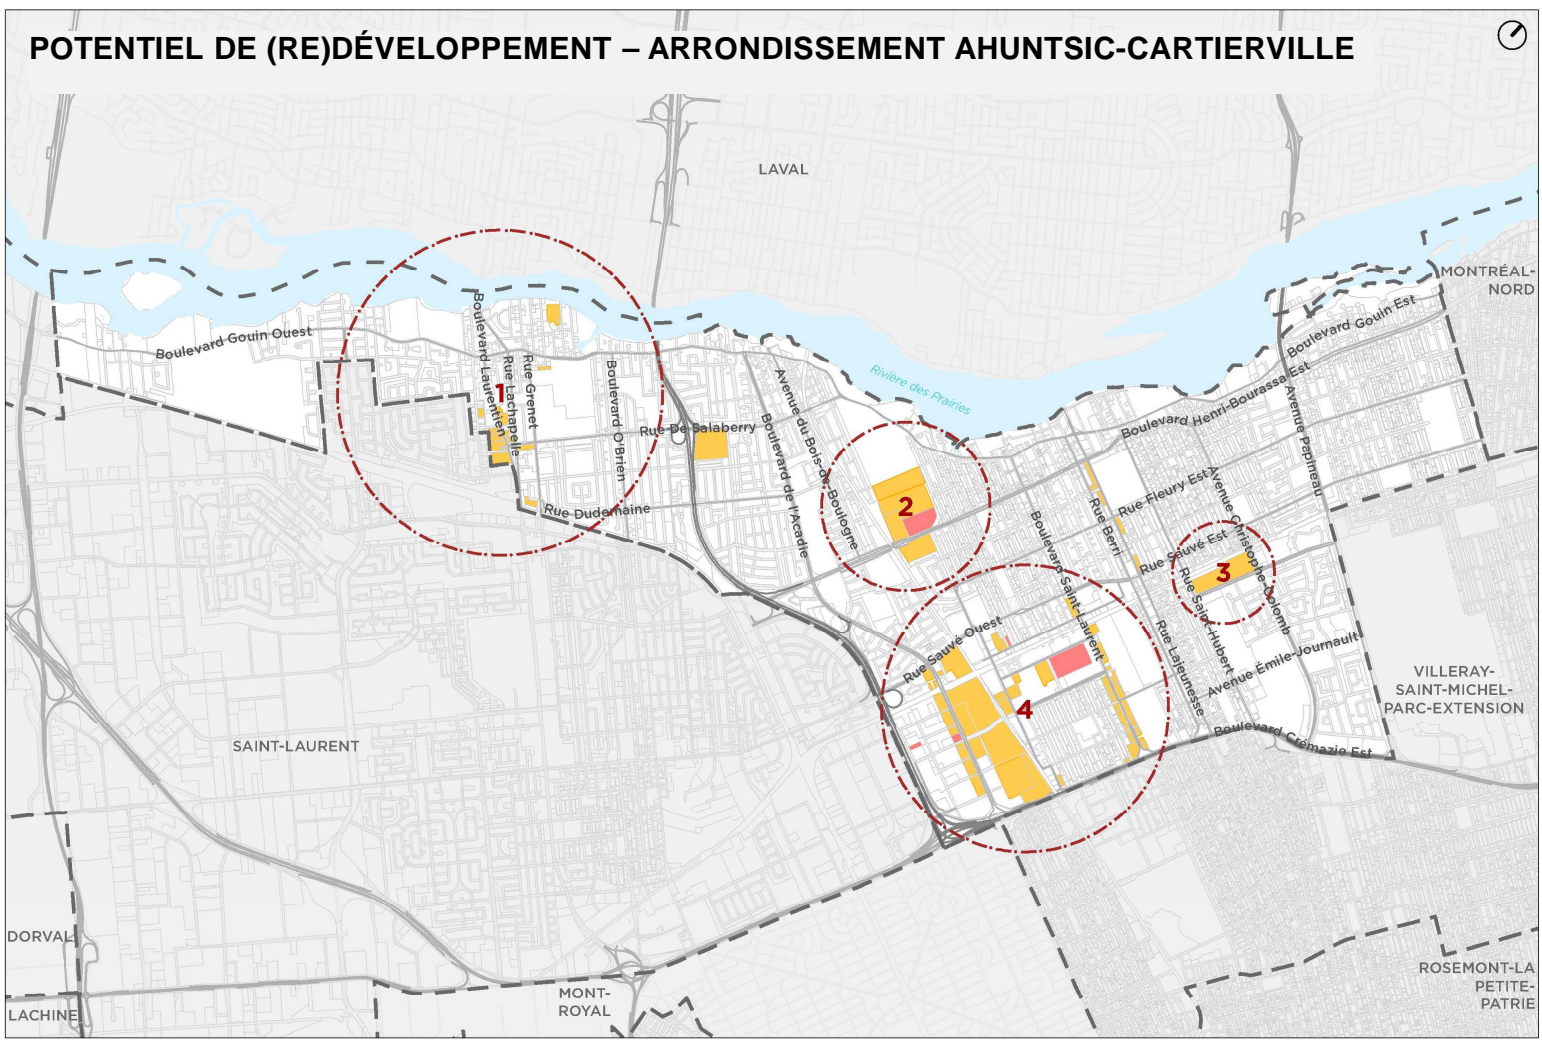 POTENTIEL DE (RE)DÉVELOPPEMENT – ARRONDISSEMENT AHUNTSIC-CARTIERVILLE
LAVAL
MONTRÉAL-
NORD
Boulevard Gouin Ouest
Boulevard Laurentien
Rue Lachapelle
Rue Grenet
Boulevard O'Brien
1
Rue De Salaberry
Rue Dudemaine
Avenue du Bois-de-Boulogne
Boulevard de l'Acadie
Rivière des Prairies
2
Boulevard Gouin Est
Boulevard Henri-Bourassa Est
Avenue Papineau
Rue Fleury Est
Avenue Christophe-Colomb
Rue Berri
Boulevard Saint-Laurent
Rue Sauvé Est
3
Rue Saint-Hubert
Rue Lajeunesse
Rue Sauvé Ouest
4
Avenue Émile-Journault
Boulevard Crémazie Est
VILLERAY-
SAINT-MICHEL-
PARC-EXTENSION
SAINT-LAURENT
DORVAL
LACHINE
MONT-
ROYAL
ROSEMONT-LA
PETITE-
PATRIE